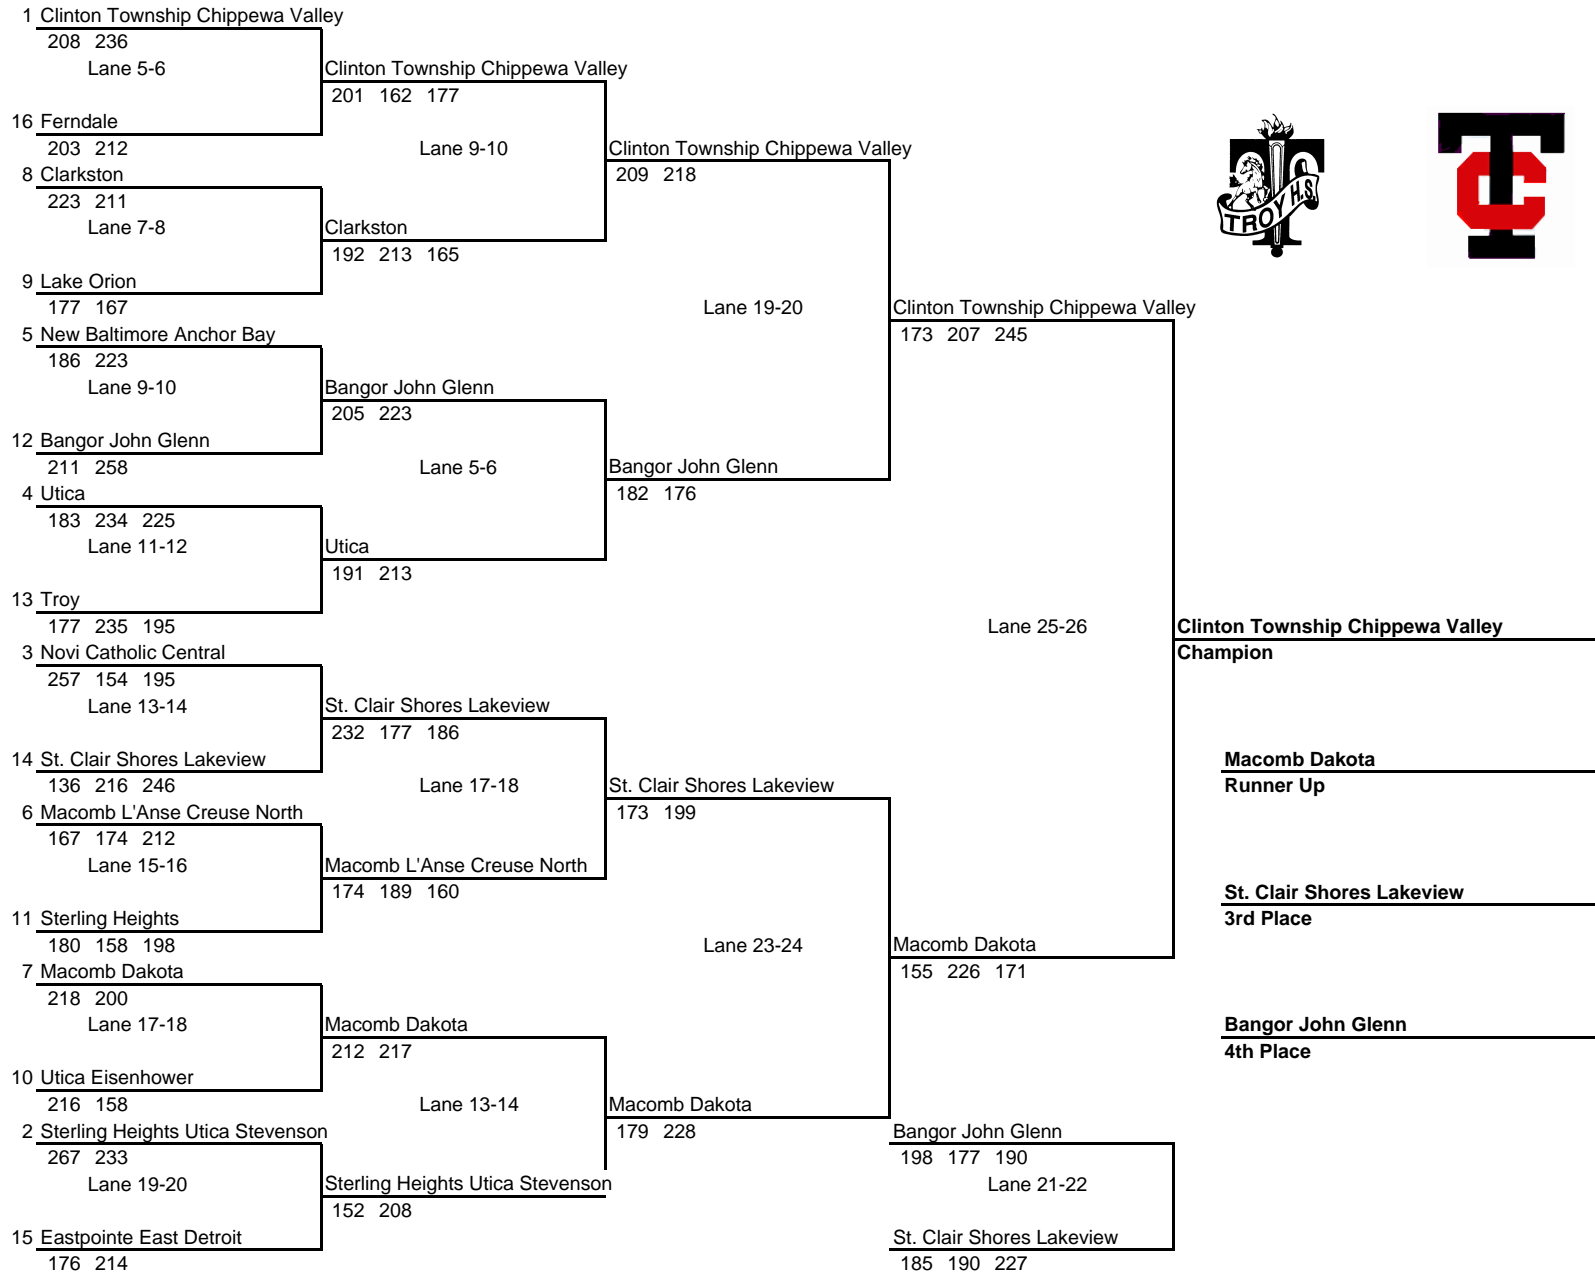 1 Clinton Township Chippewa Valley
208 236
Lane 5-6
Clinton Township Chippewa Valley
201 162 177
16 Ferndale
203 212
Lane 9-10
Clinton Township Chippewa Valley
209 218
8 Clarkston
223 211
Lane 7-8
Clarkston
192 213 165
9 Lake Orion
177 167
Lane 19-20
Clinton Township Chippewa Valley
173 207 245
5 New Baltimore Anchor Bay
186 223
Lane 9-10
Bangor John Glenn
205 223
12 Bangor John Glenn
211 258
Lane 5-6
Bangor John Glenn
182 176
4 Utica
183 234 225
Lane 11-12
Utica
191 213
13 Troy
177 235 195
Lane 25-26
Clinton Township Chippewa Valley
Champion
3 Novi Catholic Central
257 154 195
Lane 13-14
St. Clair Shores Lakeview
232 177 186
14 St. Clair Shores Lakeview
136 216 246
Lane 17-18
St. Clair Shores Lakeview
173 199
Macomb Dakota
Runner Up
6 Macomb L'Anse Creuse North
167 174 212
Lane 15-16
Macomb L'Anse Creuse North
174 189 160
St. Clair Shores Lakeview
3rd Place
11 Sterling Heights
180 158 198
Lane 23-24
Macomb Dakota
155 226 171
7 Macomb Dakota
218 200
Lane 17-18
Macomb Dakota
212 217
Bangor John Glenn
4th Place
10 Utica Eisenhower
216 158
Lane 13-14
Macomb Dakota
179 228
2 Sterling Heights Utica Stevenson
267 233
Lane 19-20
Sterling Heights Utica Stevenson
152 208
15 Eastpointe East Detroit
176 214
Bangor John Glenn
198 177 190
Lane 21-22
St. Clair Shores Lakeview
185 190 227
T
TROY H.S.
TC